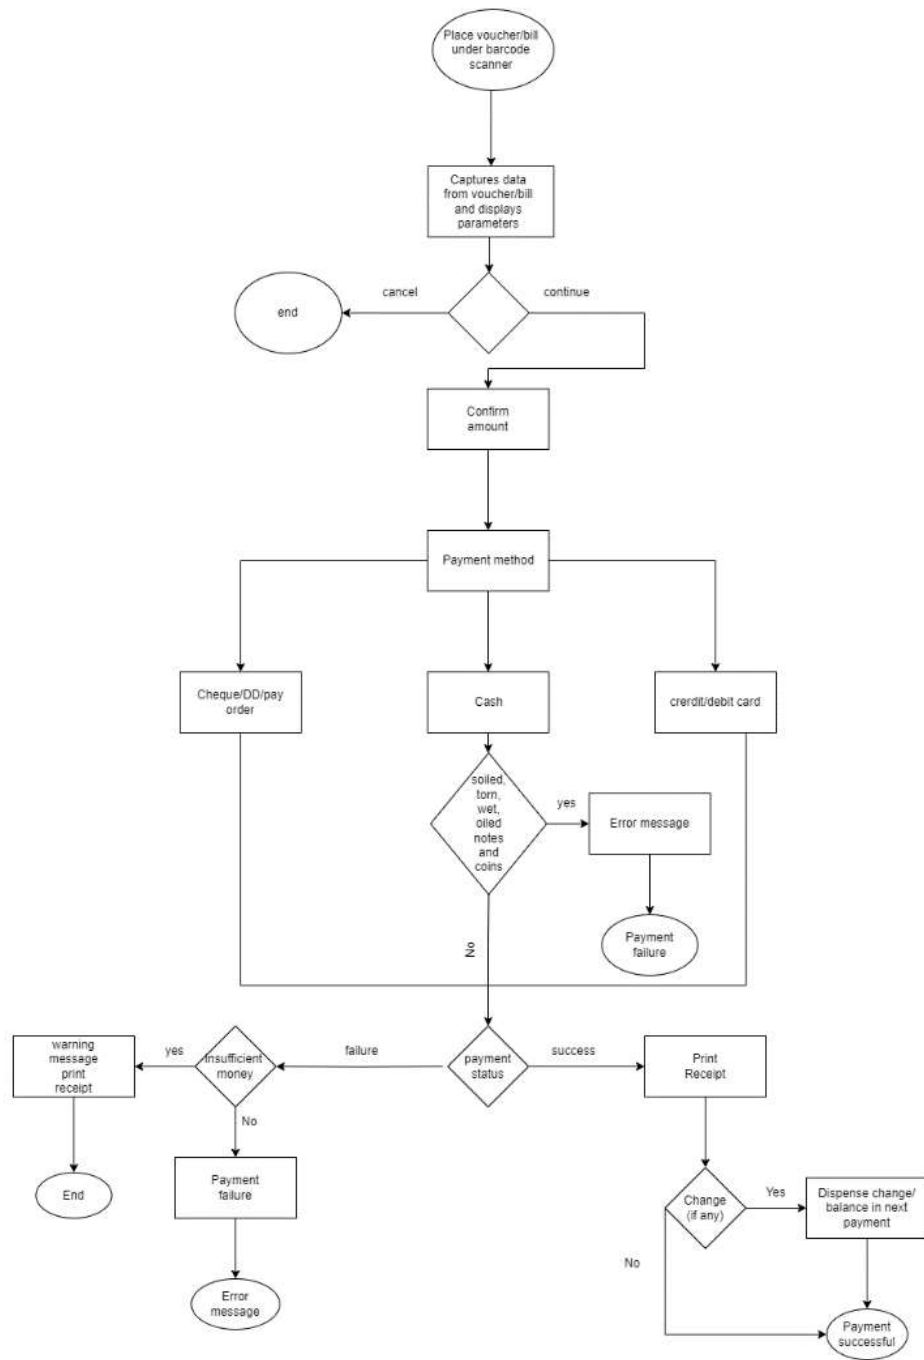 Place voucher/bill
under barcode
scanner
Captures data
from voucher/bill
and displays
parameters
cancel
continue
end
Confirm
amount
Payment method
Cheque/DD/pay
order
Cash
crerdit/debit card
soiled,
torn,
wet,
oiled
notes
and
coins
yes
Error message
Payment
failure
No
warning
message
print
receipt
yes
Insufficient
money
failure
payment
status
success
Print
Receipt
No
End
Payment
failure
Change
(if any)
Yes
Dispense change/
balance in next
payment
No
Error
message
Payment
successful